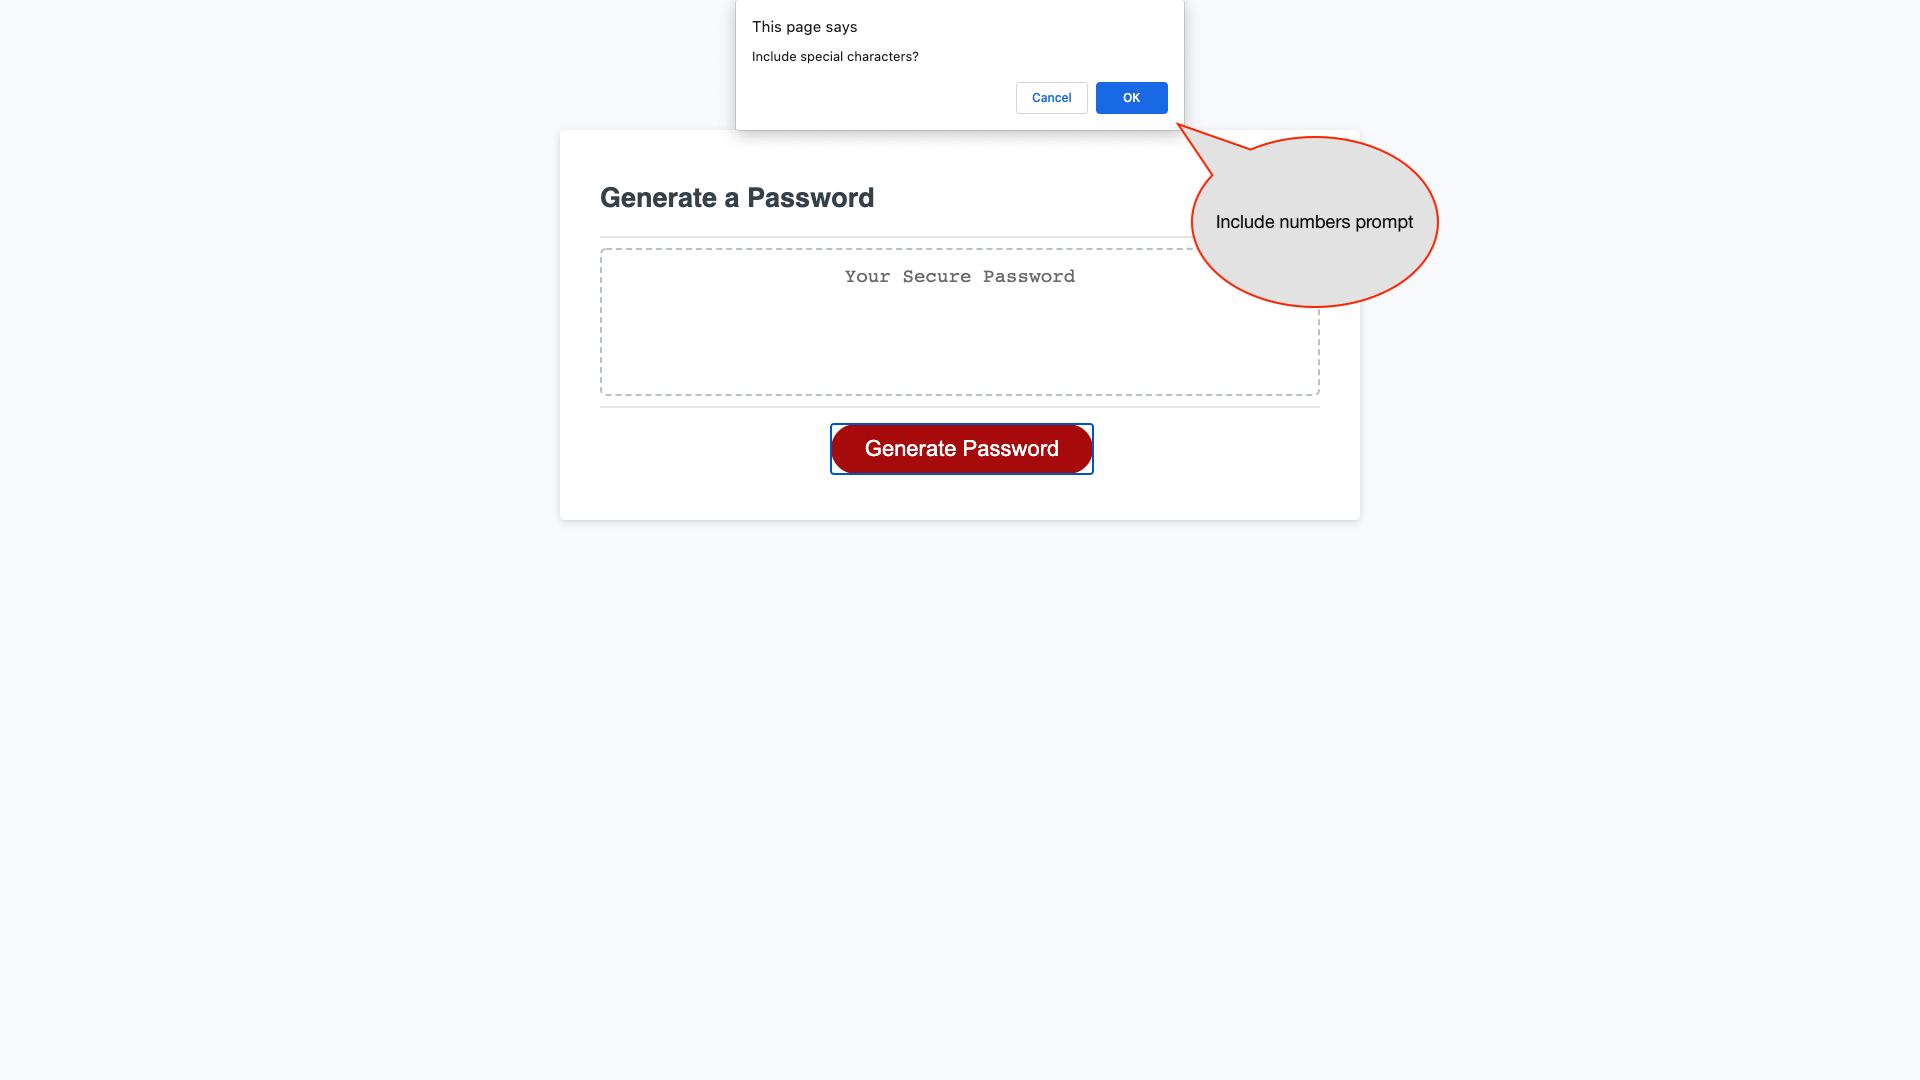 This page says
Include special characters?
Cancel
OK
Generate a Password
Include numbers prompt
Your Secure Password
Generate Password